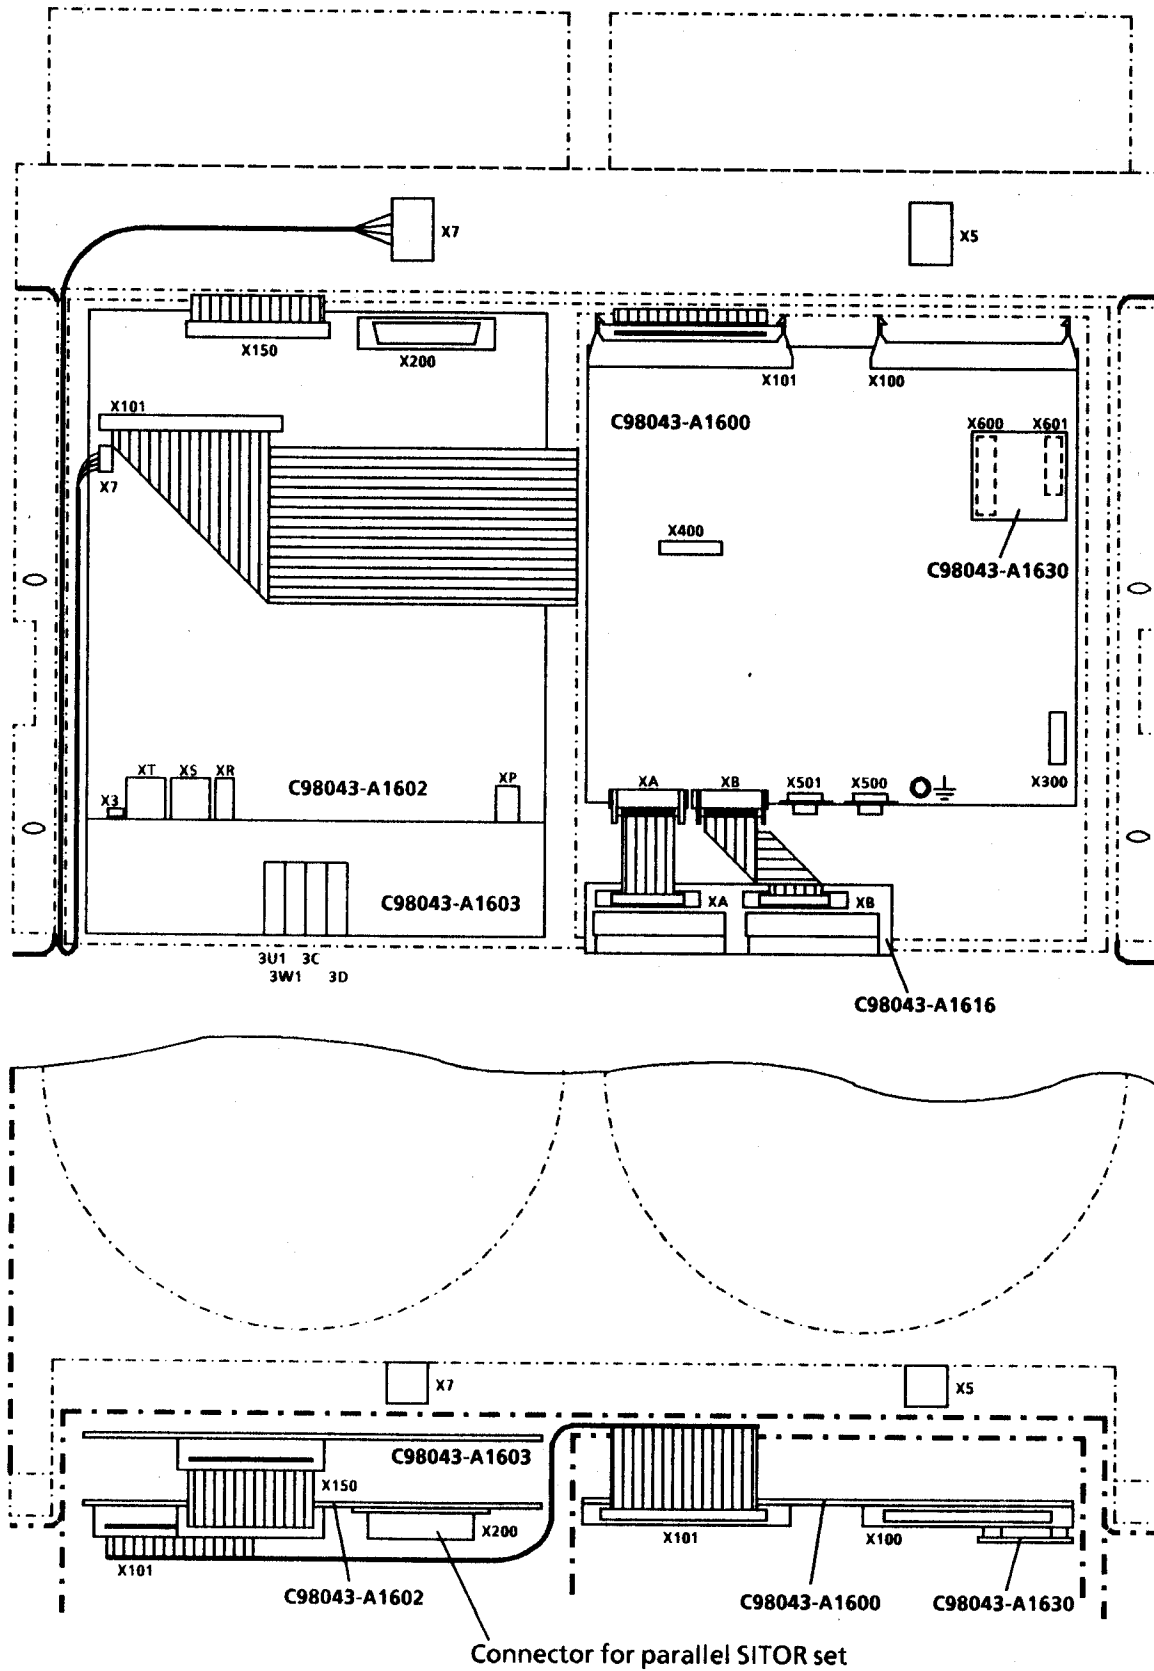 X7
X5
X150
X200
X101
X100
X101
C98043-A1600
X600
X601
X7
X400
C98043-A1630
XT
XS
XR
X3
C98043-A1602
XP
XA
XB
X501
X500
X300
C98043-A1603
XA
XB
3U1
3C
3W1
3D
C98043-A1616
X7
X5
C98043-A1603
X150
X200
X101
X100
X101
C98043-A1602
C98043-A1600
C98043-A1630
Connector for parallel SITOR set